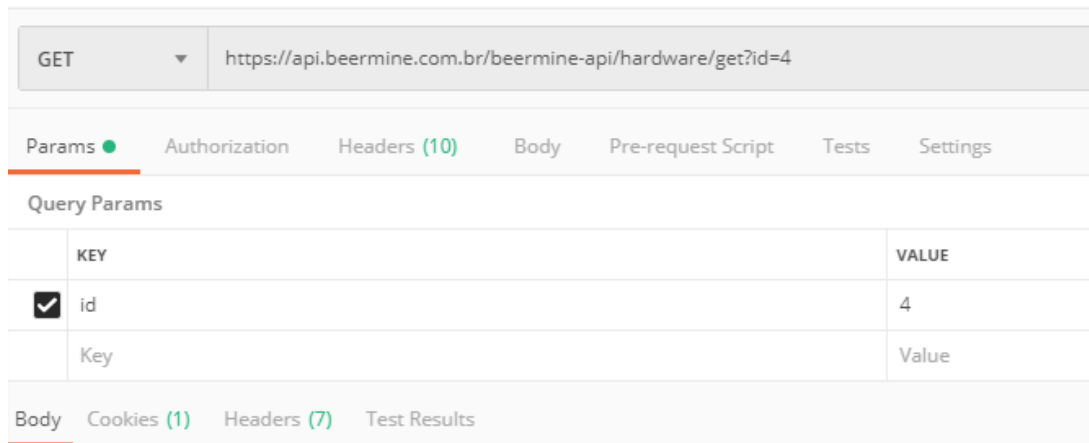 GET https://api.beermine.com.br/beermine-api/hardware/get?id=4
Params Authorization Headers (10) Body Pre-request Script Tests Settings
Query Params
KEY VALUE
id 4
Key Value
Body Cookies (1) Headers (7) Test Results